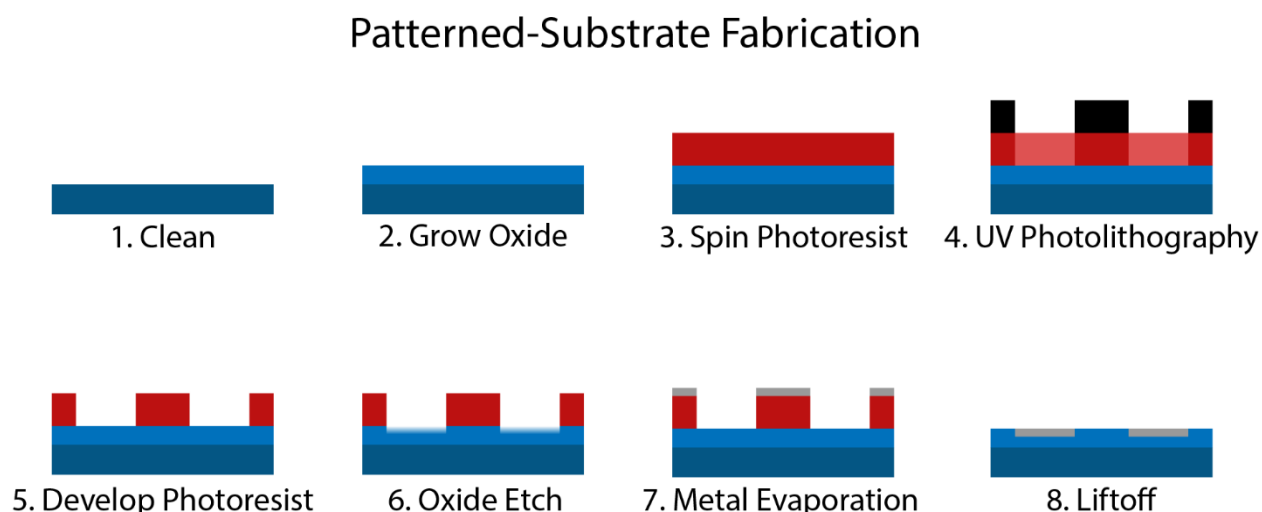 Patterned-Substrate Fabrication
1. Clean
2. Grow Oxide
3. Spin Photoresist
4. UV Photolithography
5. Develop Photoresist
6. Oxide Etch
7. Metal Evaporation
8. Liftoff